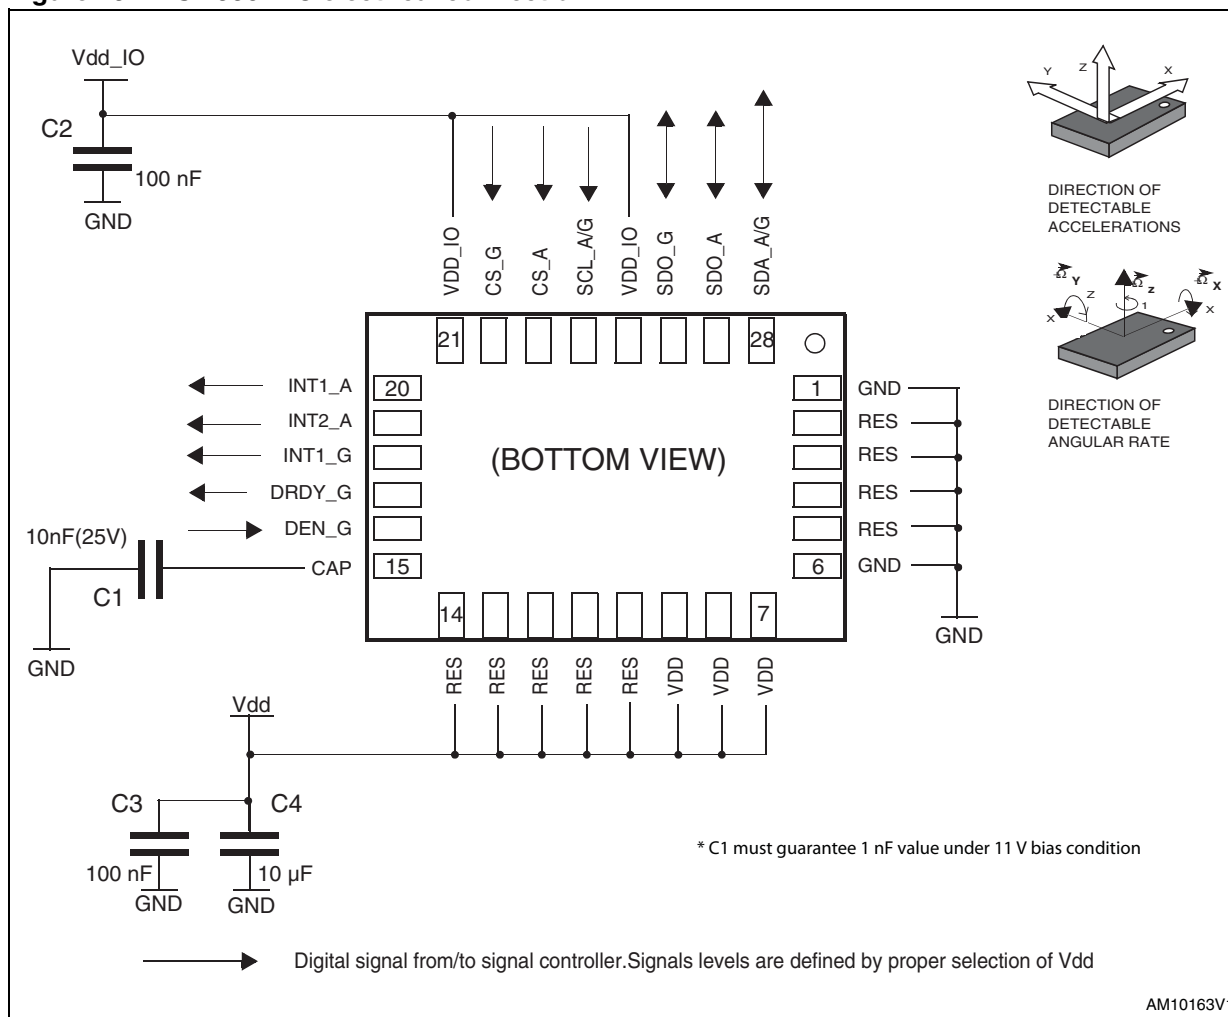 Vdd_IO
C2
100 nF
GND
VDD_IO
CS_G
CS_A
SCL_A/G
VDD_IO
SDO_G
SDO_A
SDA_A/G
Y
Z
X
DIRECTION OF
DETECTABLE
ACCELERATIONS
Ω Y
Ω z
Ω X
Z
X
1
X
DIRECTION OF
DETECTABLE
ANGULAR RATE
21
28
INT1_A
20
INT2_A
INT1_G
DRDY_G
DEN_G
CAP
15
10nF(25V)
C1
GND
(BOTTOM VIEW)
1
GND
RES
RES
RES
RES
6
GND
GND
14
7
RES
RES
RES
RES
RES
VDD
VDD
VDD
Vdd
C3
C4
100 nF
10 µF
GND
GND
* C1 must guarantee 1 nF value under 11 V bias condition
Digital signal from/to signal controller.Signals levels are defined by proper selection of Vdd
AM10163V1